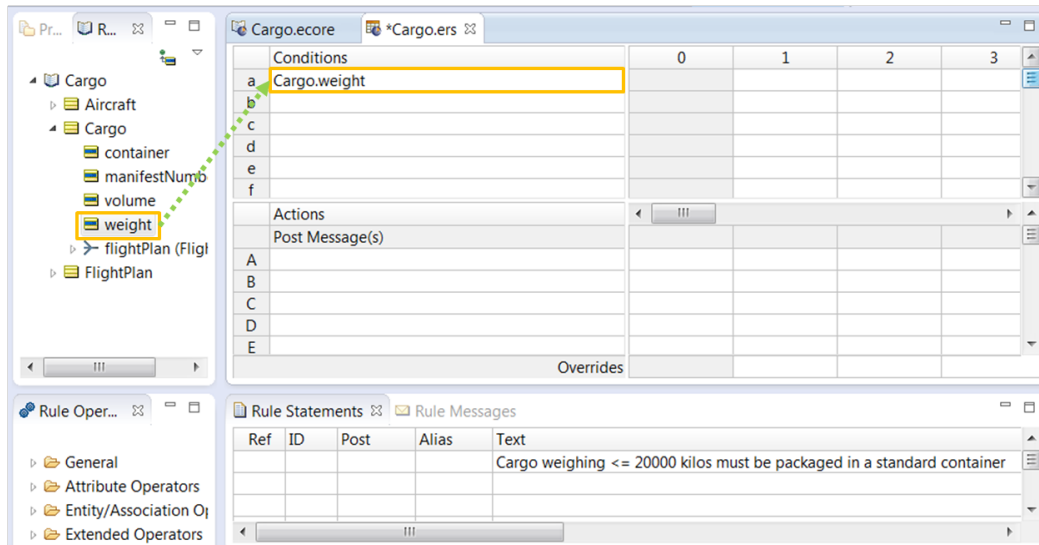 Pr...
R...
Cargo
Aircraft
Cargo
container
manifestNumb
volume
weight
flightPlan (Fligh
FlightPlan
Cargo.ecore
*Cargo.ers
Conditions 0 1 2 3
a Cargo.weight
b
c
d
e
f
Actions
Post Message(s)
A
B
C
D
E
Overrides
Rule Oper...
General
Attribute Operators
Entity/Association Op
Extended Operators
Rule Statements
Rule Messages
Ref ID Post Alias Text
Cargo weighing <= 20000 kilos must be packaged in a standard container